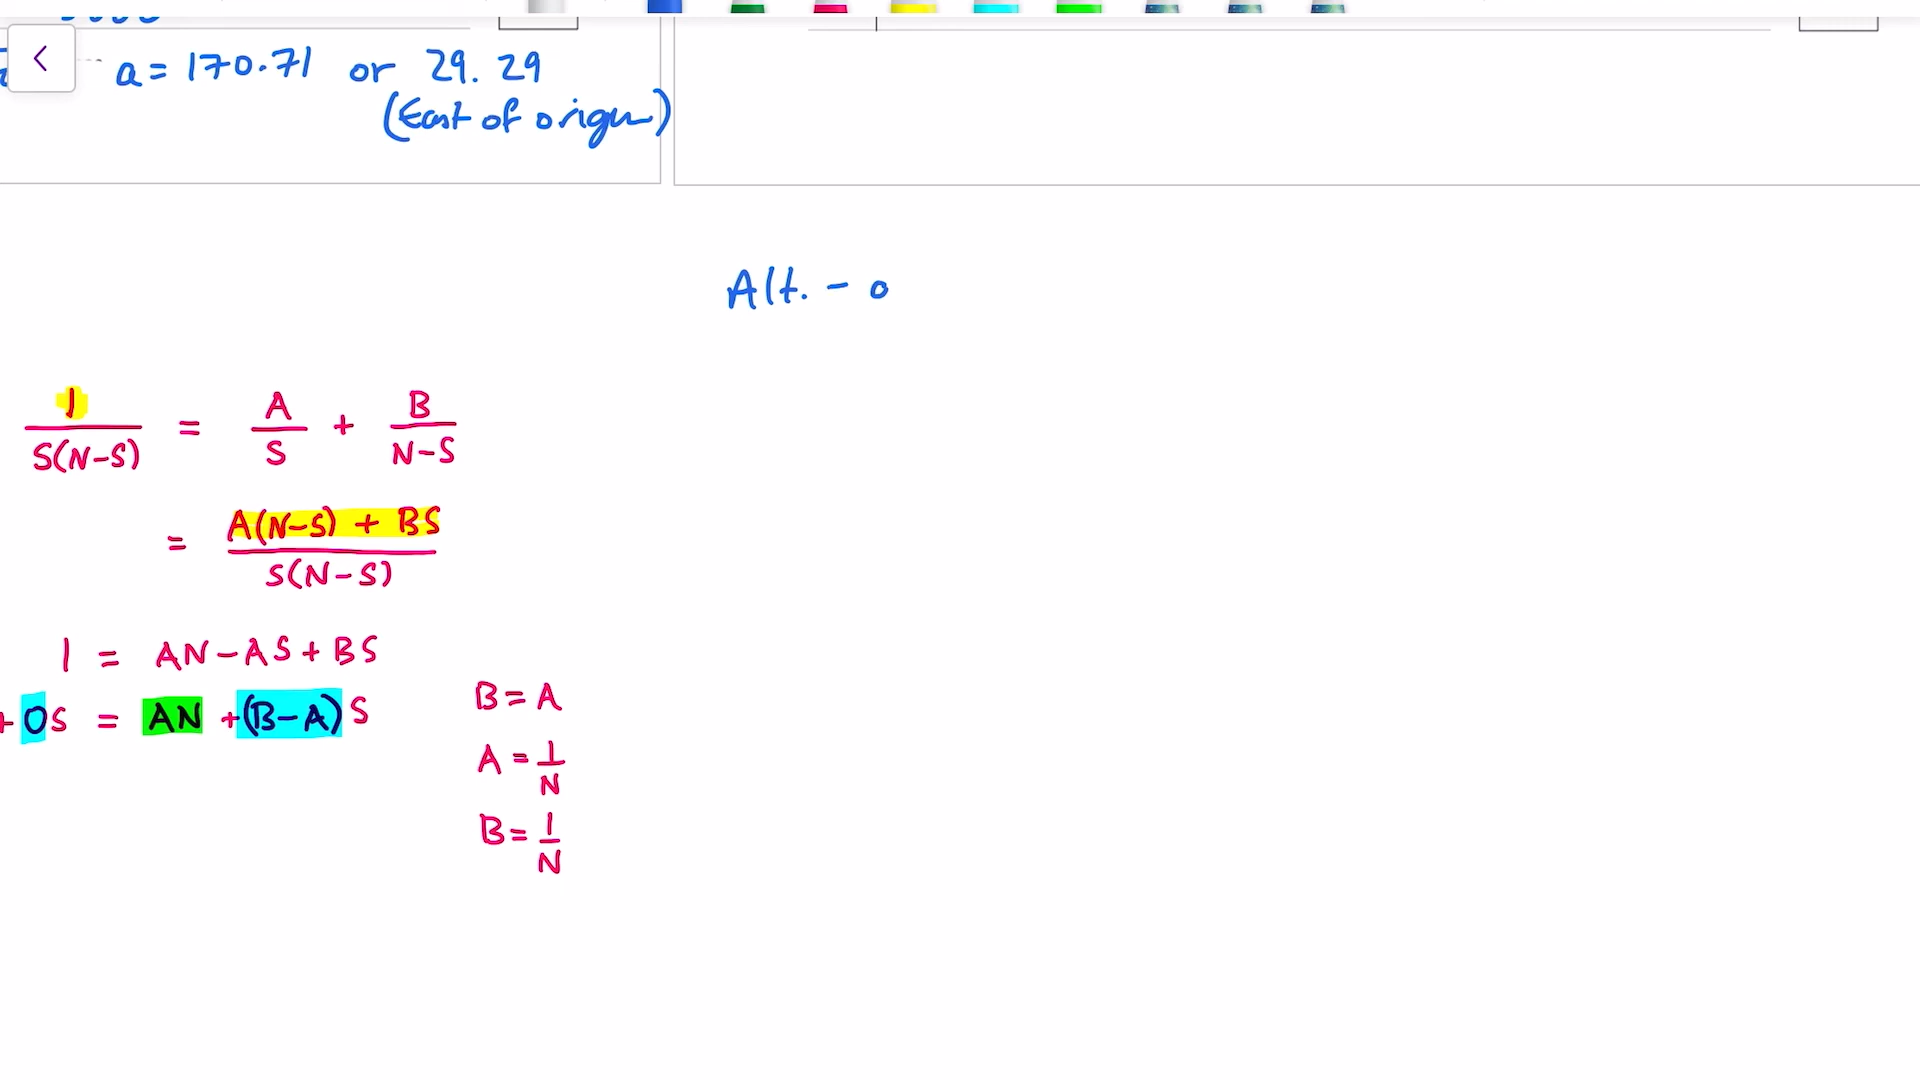 a = 170.71 or 29.29
(East of origin)
Alt. - o
1/S(N-S) = A/S + B/N-S
= A(N-S) + BS/S(N-S)
1 = AN-AS+BS
+ 0S = AN +(B-A)S
B = A
A = 1/N
B = 1/N